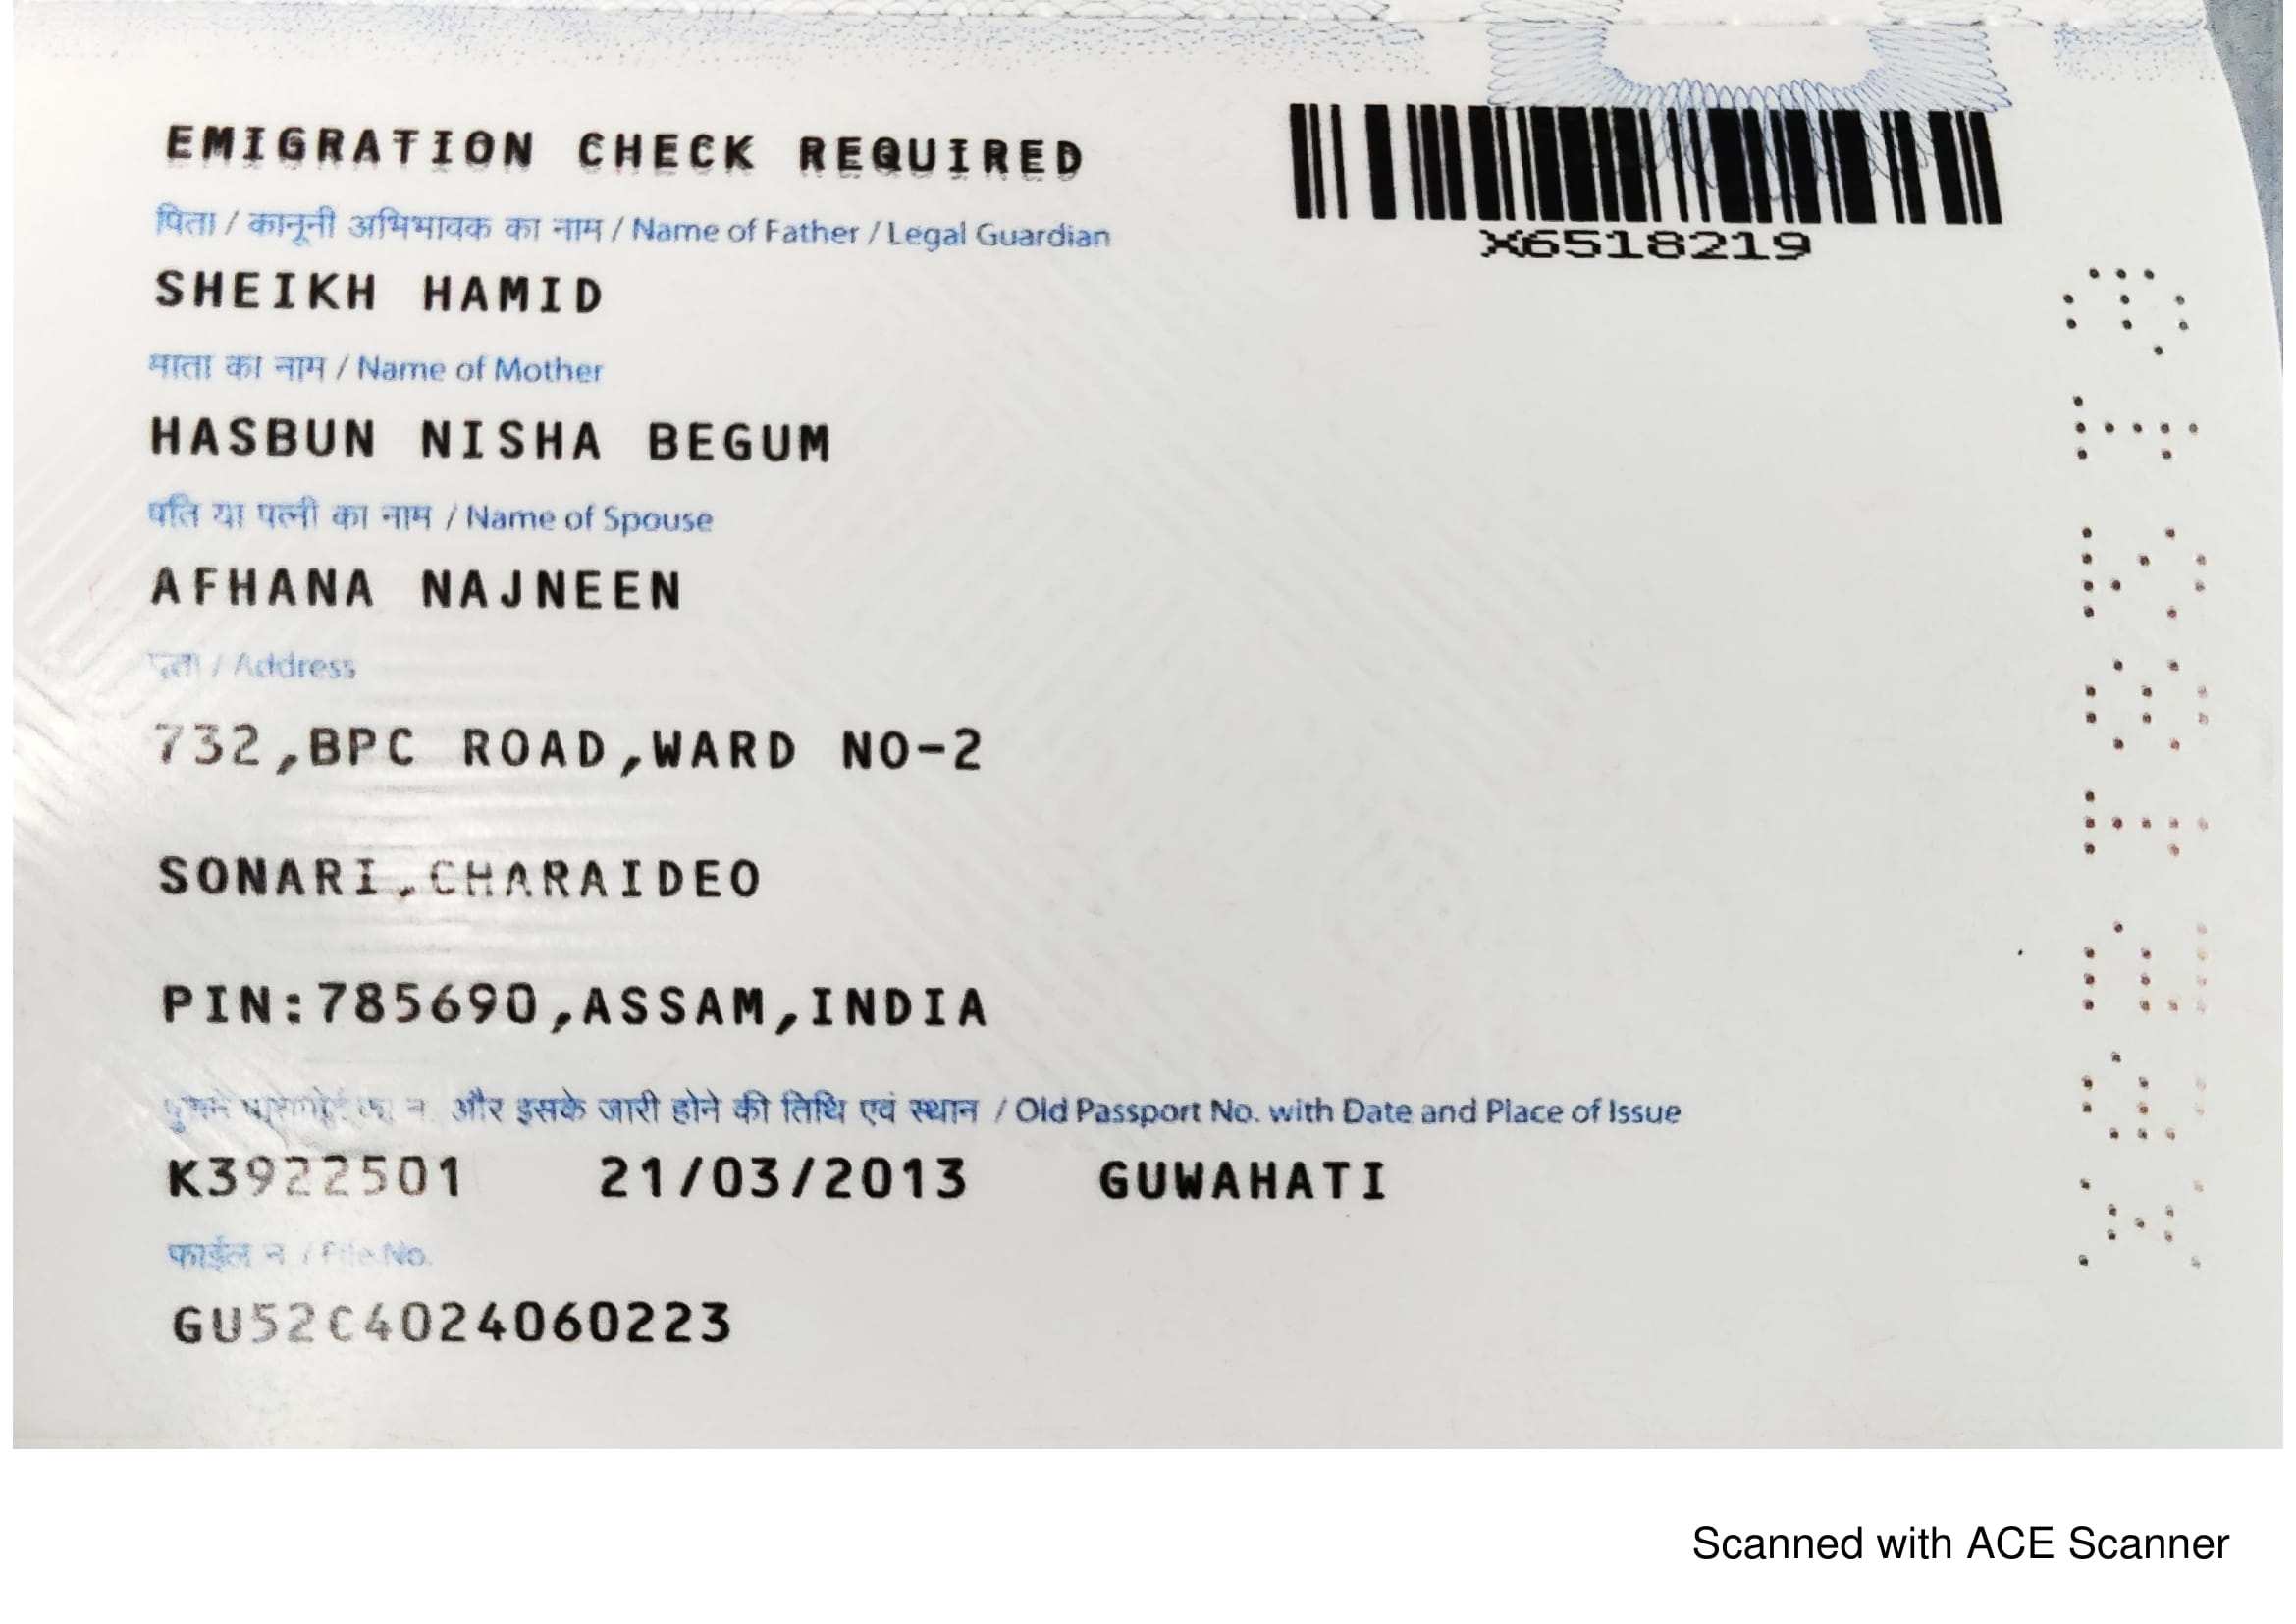 EMIGRATION CHECK REQUIRED
पिता / कानूनी अभिभावक का नाम / Name of Father / Legal Guardian
X6518219
SHEIKH HAMID
माता का नाम / Name of Mother
HASBUN NISHA BEGUM
पति या पत्नी का नाम / Name of Spouse
AFHANA NAJNEEN
पता / Address
732,BPC ROAD,WARD NO-2
SONARI,CHARAIDEO
PIN:785690,ASSAM,INDIA
पुराने पासपोर्ट का न. और इसके जारी होने की तिथि एवं स्थान / Old Passport No. with Date and Place of Issue
K3922501 21/03/2013 GUWAHATI
फाईल न / File No.
GU52C4024060223
X6518219
Scanned with ACE Scanner